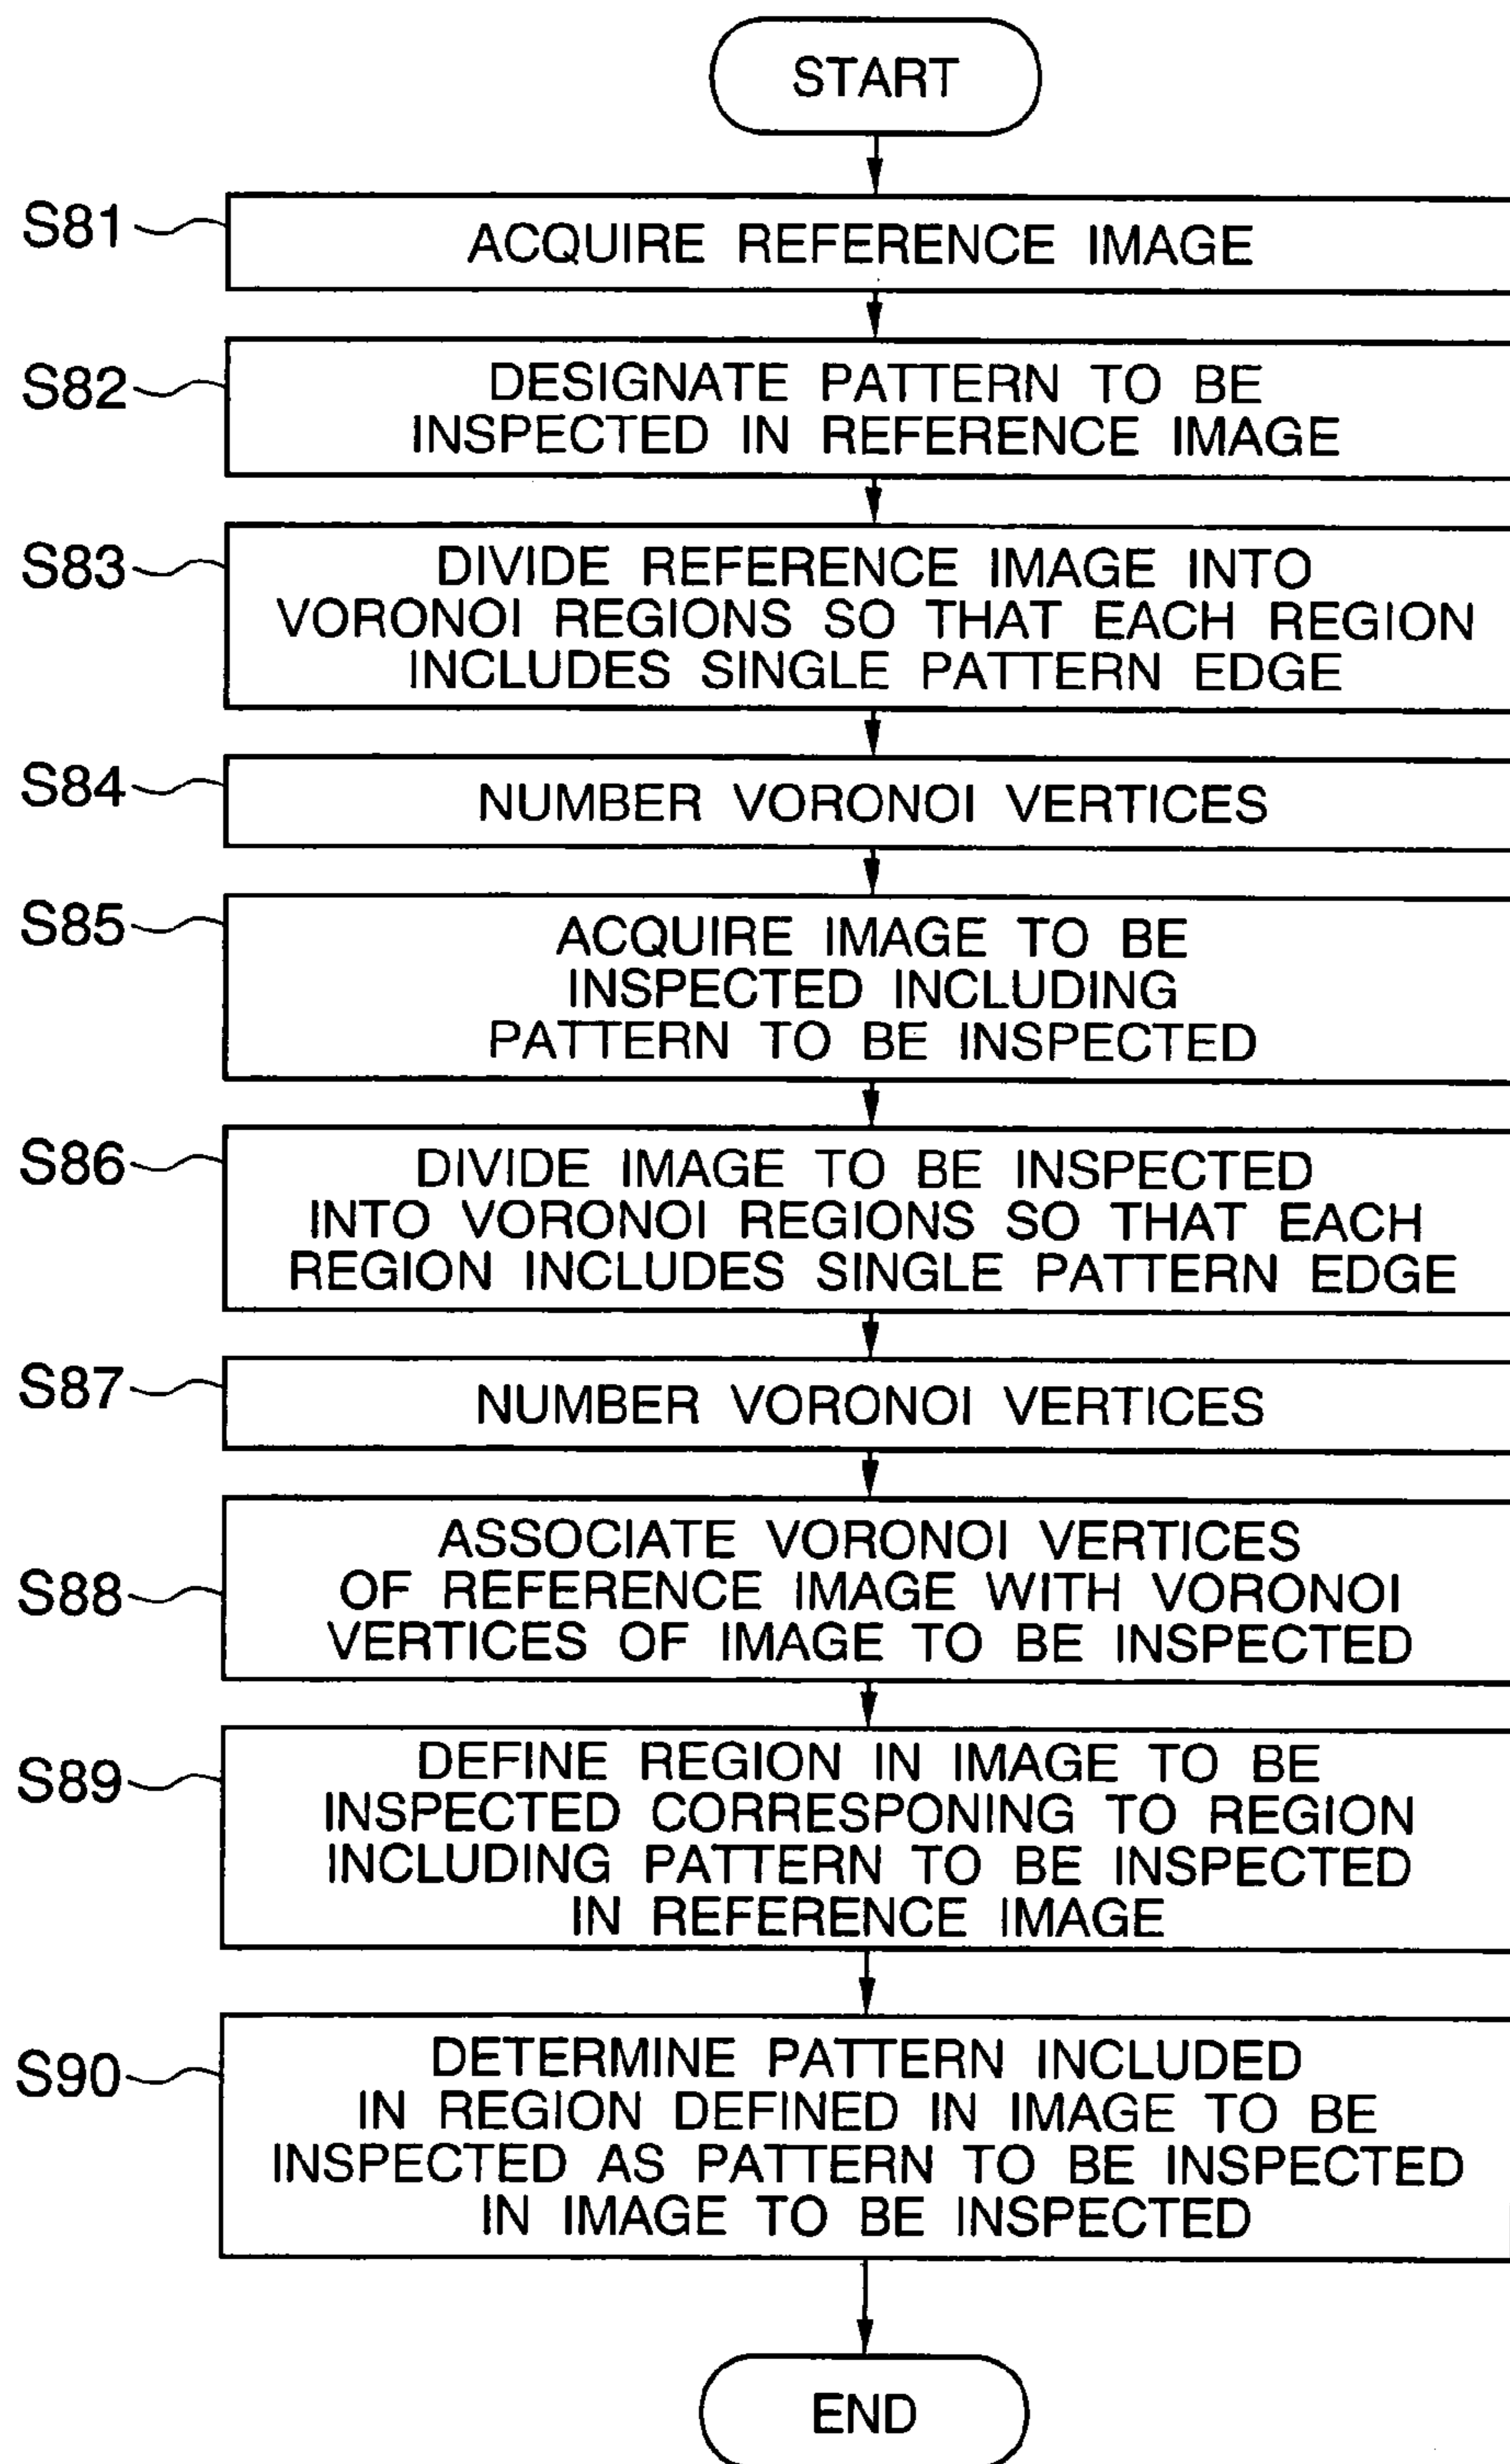 START
S81
ACQUIRE REFERENCE IMAGE
S82
DESIGNATE PATTERN TO BE
INSPECTED IN REFERENCE IMAGE
S83
DIVIDE REFERENCE IMAGE INTO
VORONOI REGIONS SO THAT EACH REGION
INCLUDES SINGLE PATTERN EDGE
S84
NUMBER VORONOI VERTICES
S85
ACQUIRE IMAGE TO BE
INSPECTED INCLUDING
PATTERN TO BE INSPECTED
S86
DIVIDE IMAGE TO BE INSPECTED
INTO VORONOI REGIONS SO THAT EACH
REGION INCLUDES SINGLE PATTERN EDGE
S87
NUMBER VORONOI VERTICES
S88
ASSOCIATE VORONOI VERTICES
OF REFERENCE IMAGE WITH VORONOI
VERTICES OF IMAGE TO BE INSPECTED
S89
DEFINE REGION IN IMAGE TO BE
INSPECTED CORRESPONING TO REGION
INCLUDING PATTERN TO BE INSPECTED
IN REFERENCE IMAGE
S90
DETERMINE PATTERN INCLUDED
IN REGION DEFINED IN IMAGE TO BE
INSPECTED AS PATTERN TO BE INSPECTED
IN IMAGE TO BE INSPECTED
END